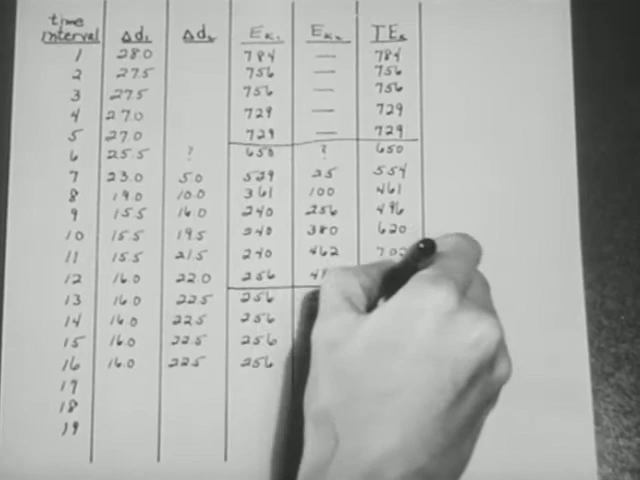 time interval Δd₁ Δd₂ E_K₁ E_K₂ TE_K
1 28.0 784 — 784
2 27.5 756 — 756
3 27.5 756 — 756
4 27.0 729 — 729
5 27.0 729 — 729
6 25.5 ? 650 ? 650
7 23.0 5.0 529 25 554
8 19.0 10.0 361 100 461
9 15.5 16.0 240 256 496
10 15.5 19.5 240 380 620
11 15.5 21.5 240 462 702
12 16.0 22.0 256
13 16.0 22.5 256
14 16.0 22.5 256
15 16.0 22.5 256
16 16.0 22.5 256
17
18
19